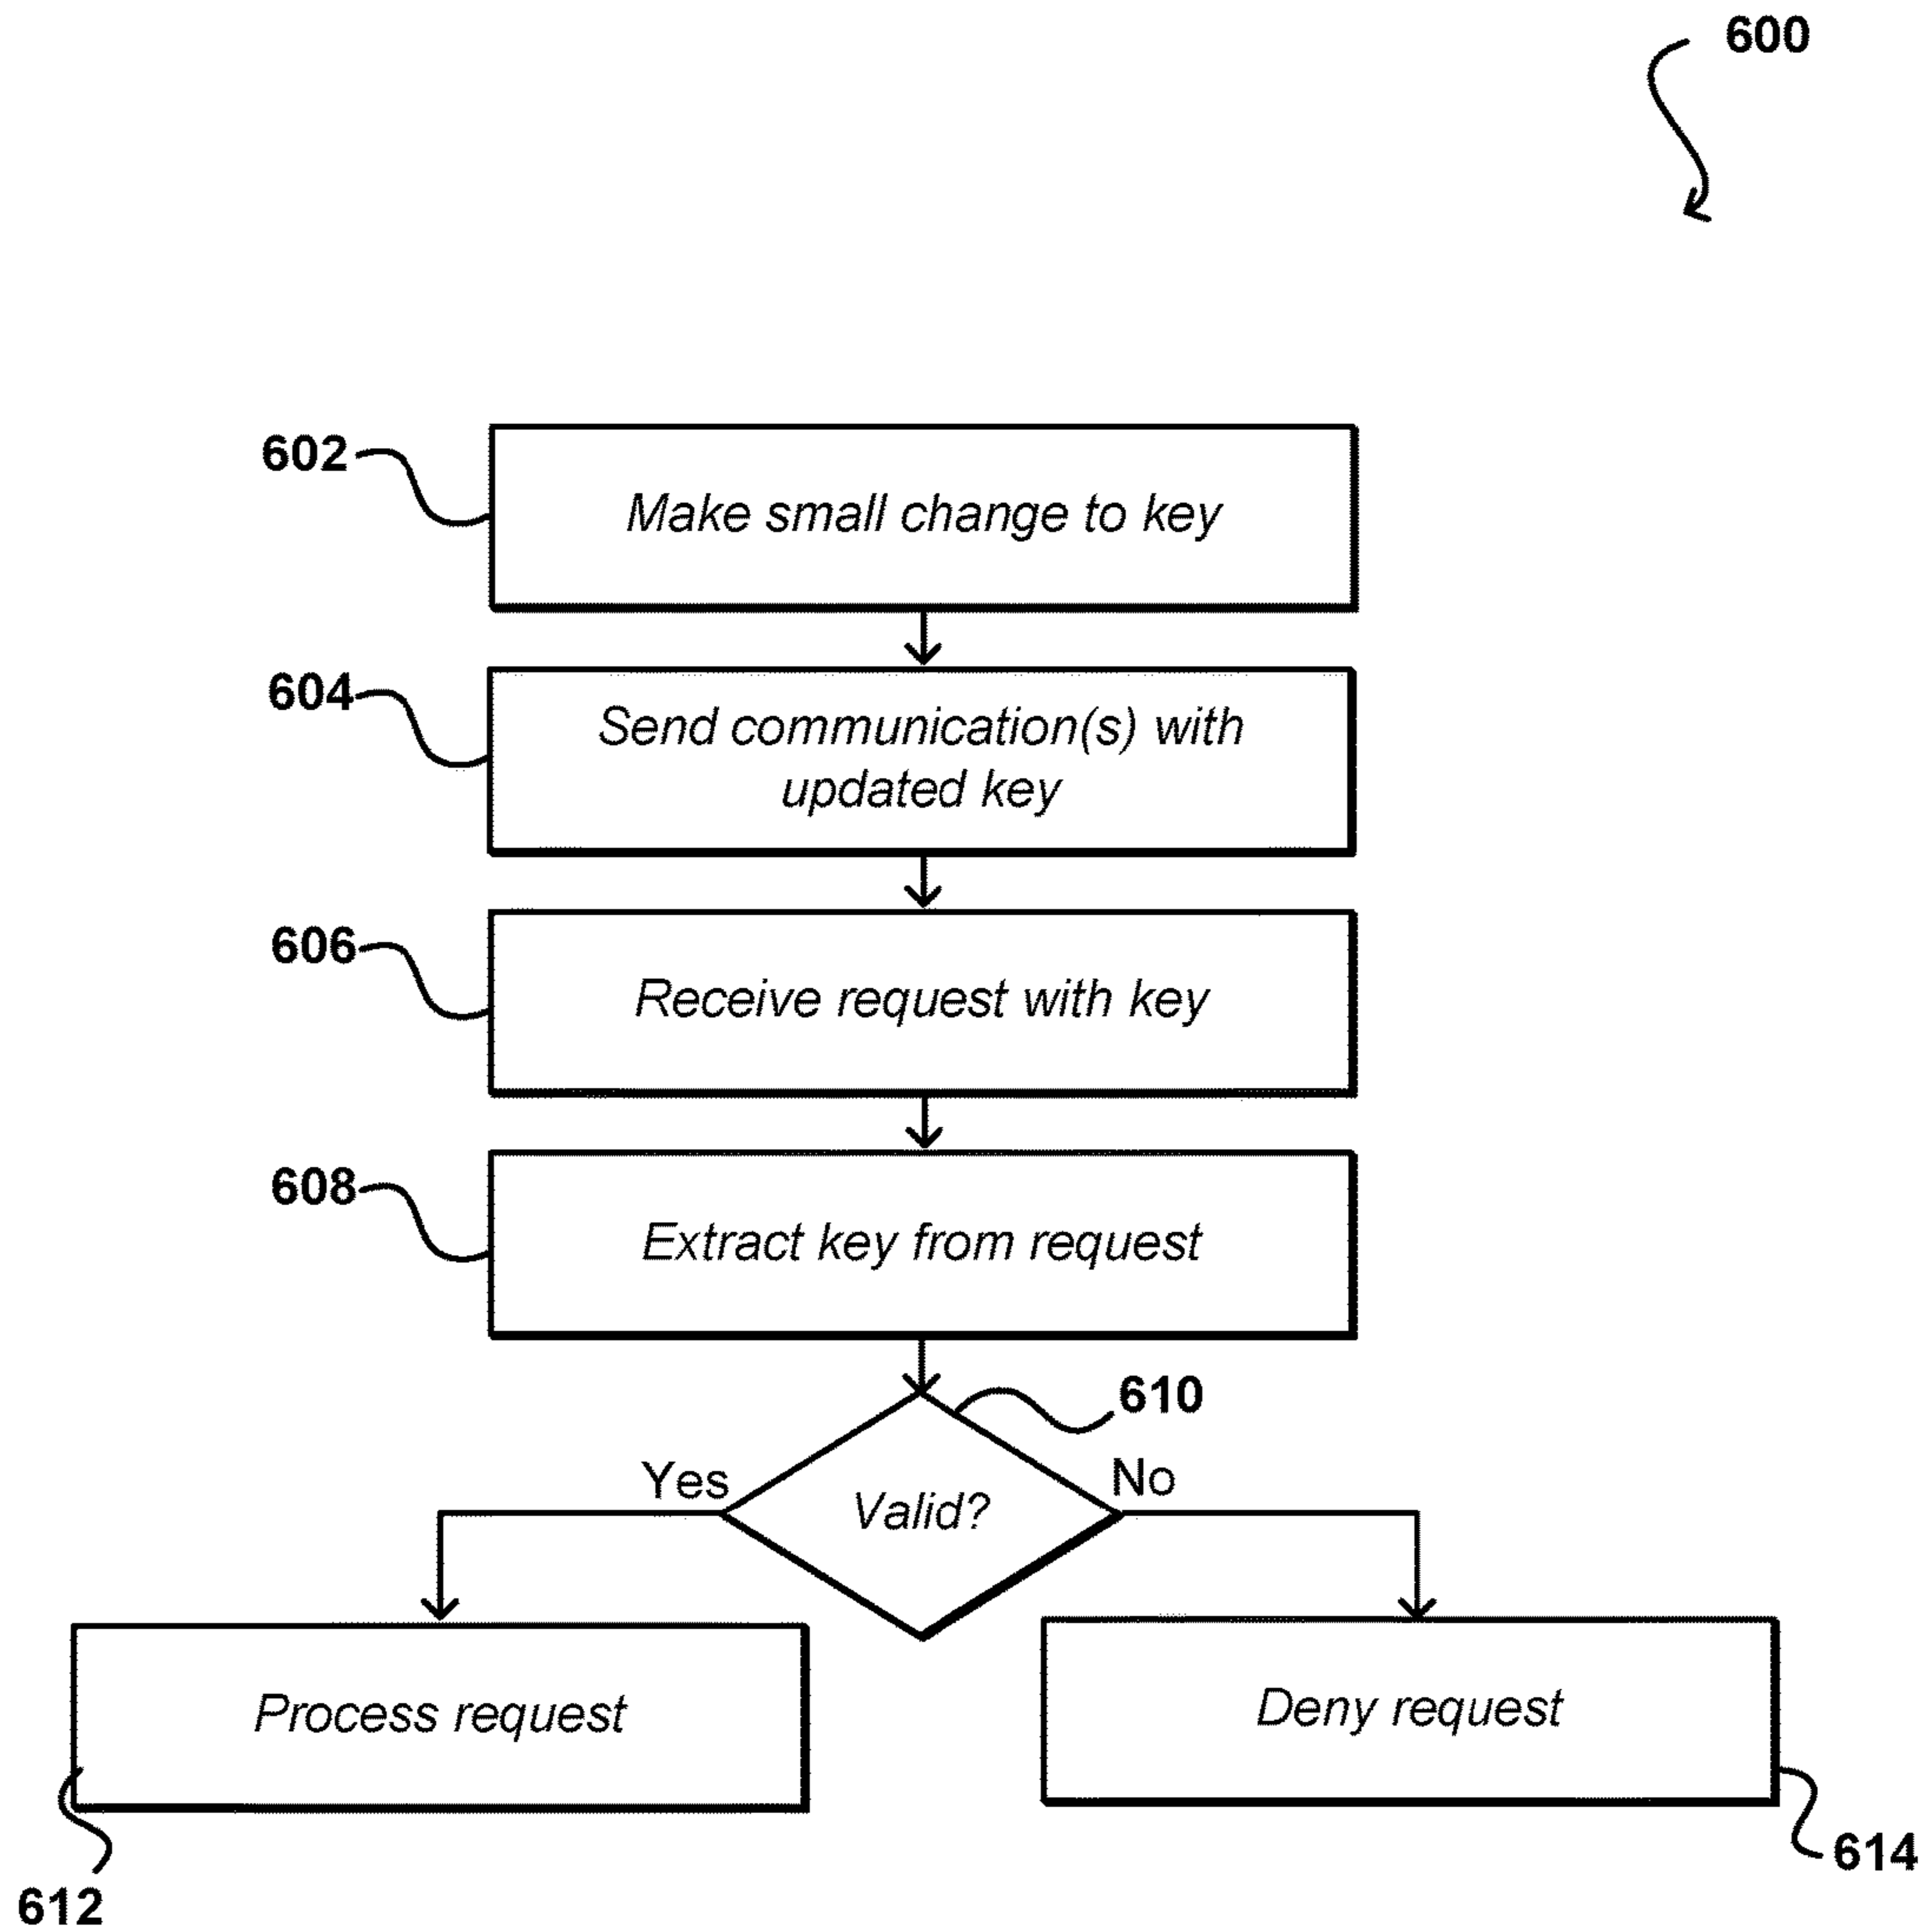 600
602
Make small change to key
604
Send communication(s) with
updated key
606
Receive request with key
608
Extract key from request
610
Yes
No
Valid?
Process request
Deny request
612
614